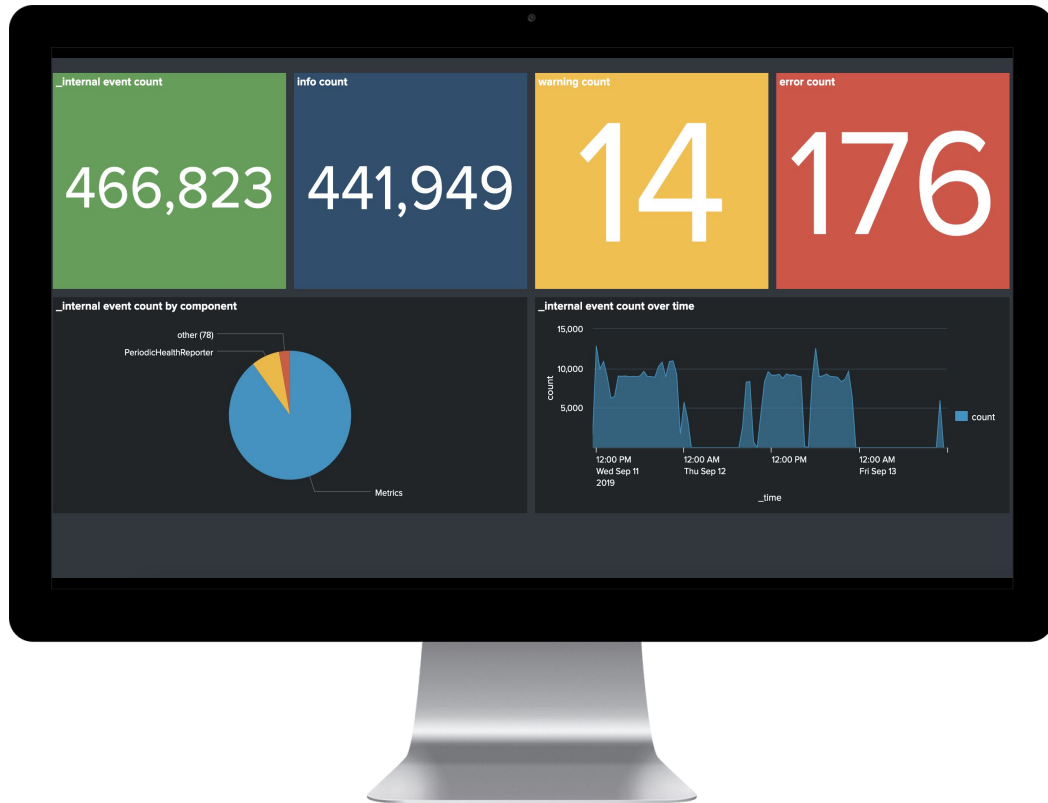 _internal event count
466,823
info count
441,949
warning count
14
error count
176
_internal event count by component
other (78)
PeriodicHealthReporter
Metrics
_internal event count over time
15,000
10,000
5,000
count
12:00 PM
Wed Sep 11
2019
12:00 AM
Thu Sep 12
12:00 PM
12:00 AM
Fri Sep 13
_time
count